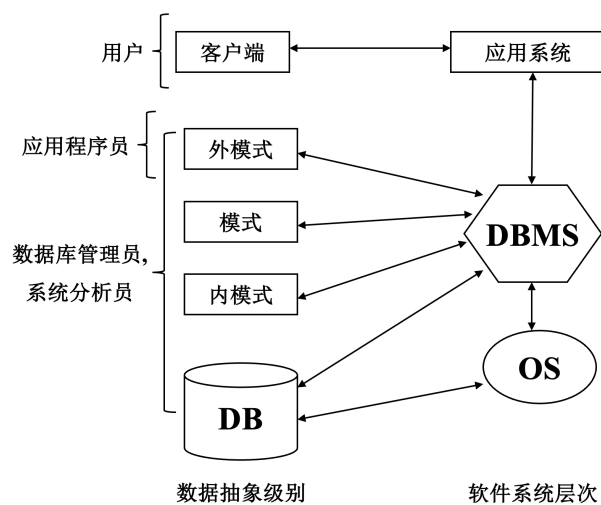 用户
客户端
应用系统
应用程序员
外模式
模式
DBMS
数据库管理员,
系统分析员
内模式
OS
DB
数据抽象级别
软件系统层次